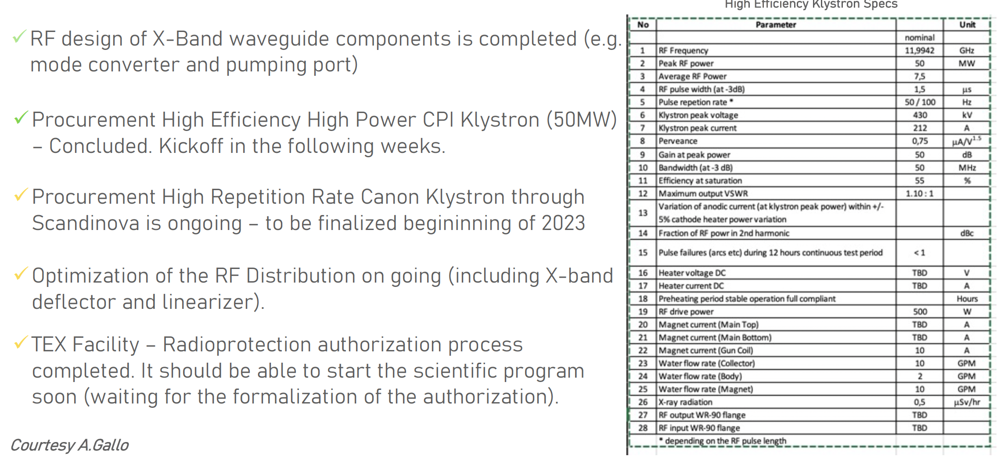 High Efficiency Klystron Specs
✓ RF design of X-Band waveguide components is completed (e.g.
mode converter and pumping port)
✓ Procurement High Efficiency High Power CPI Klystron (50MW)
– Concluded. Kickoff in the following weeks.
✓ Procurement High Repetition Rate Canon Klystron through
Scandinova is ongoing – to be finalized begininning of 2023
✓ Optimization of the RF Distribution on going (including X-band
deflector and linearizer).
✓ TEX Facility – Radioprotection authorization process
completed. It should be able to start the scientific program
soon (waiting for the formalization of the authorization).
Courtesy A.Gallo
No Parameter Unit
nominal
1 RF Frequency 11,9942 GHz
2 Peak RF power 50 MW
3 Average RF Power 7,5
4 RF pulse width (at -3dB) 1,5 µs
5 Pulse repetion rate * 50 / 100 Hz
6 Klystron peak voltage 430 kV
7 Klystron peak current 212 A
8 Perveance 0,75 µA/V^1.5
9 Gain at peak power 50 dB
10 Bandwidth (at -3 dB) 50 MHz
11 Efficiency at saturation 55 %
12 Maximum output VSWR 1.10 : 1
13 Variation of anodic current (at klystron peak power) within +/-
5% cathode heater power variation
14 Fraction of RF powr in 2nd harmonic dBc
15 Pulse failures (arcs etc) during 12 hours continuous test period < 1
16 Heater voltage DC TBD V
17 Heater current DC TBD A
18 Preheating period stable operation full compliant Hours
19 RF drive power 500 W
20 Magnet current (Main Top) TBD A
21 Magnet current (Main Bottom) TBD A
22 Magnet current (Gun Coil) 10 A
23 Water flow rate (Collector) 10 GPM
24 Water flow rate (Body) 2 GPM
25 Water flow rate (Magnet) 10 GPM
26 X-ray radiation 0,5 µSv/hr
27 RF output WR-90 flange TBD
28 RF input WR-90 flange TBD
* depending on the RF pulse length